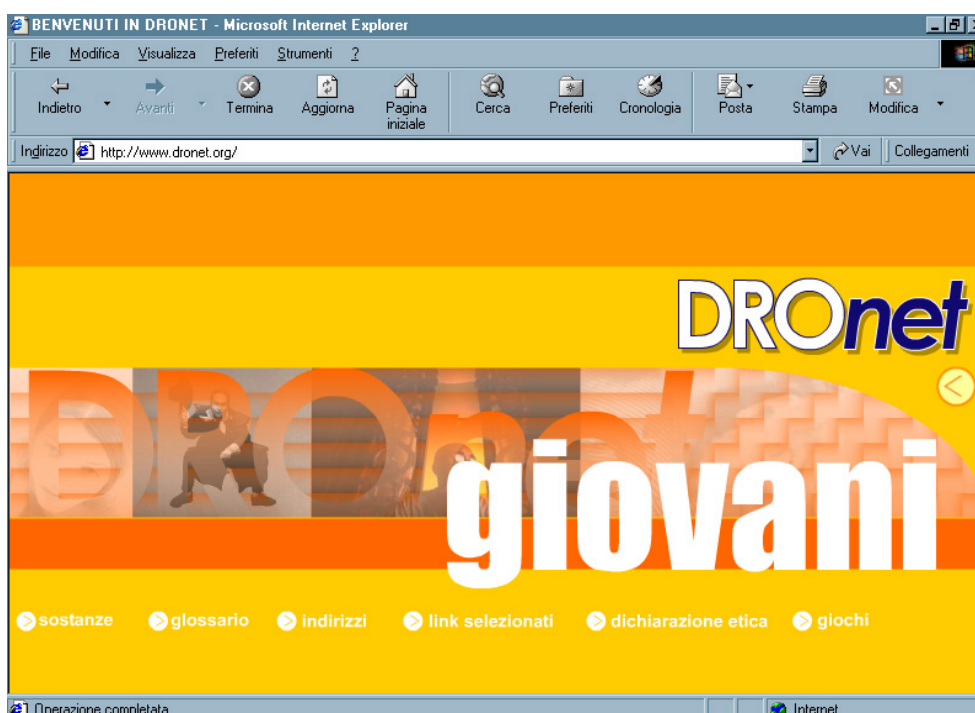 BENVENUTI IN DRONET - Microsoft Internet Explorer
File Modifica Visualizza Preferiti Strumenti ?
Indietro Avanti Termina Aggiorna Pagina iniziale Cerca Preferiti Cronologia Posta Stampa Modifica
Indirizzo http://www.dronet.org/ Vai Collegamenti
DROnet
DROnet
giovani
sostanze glossario indirizzi link selezionati dichiarazione etica giochi
Operazione completata Internet